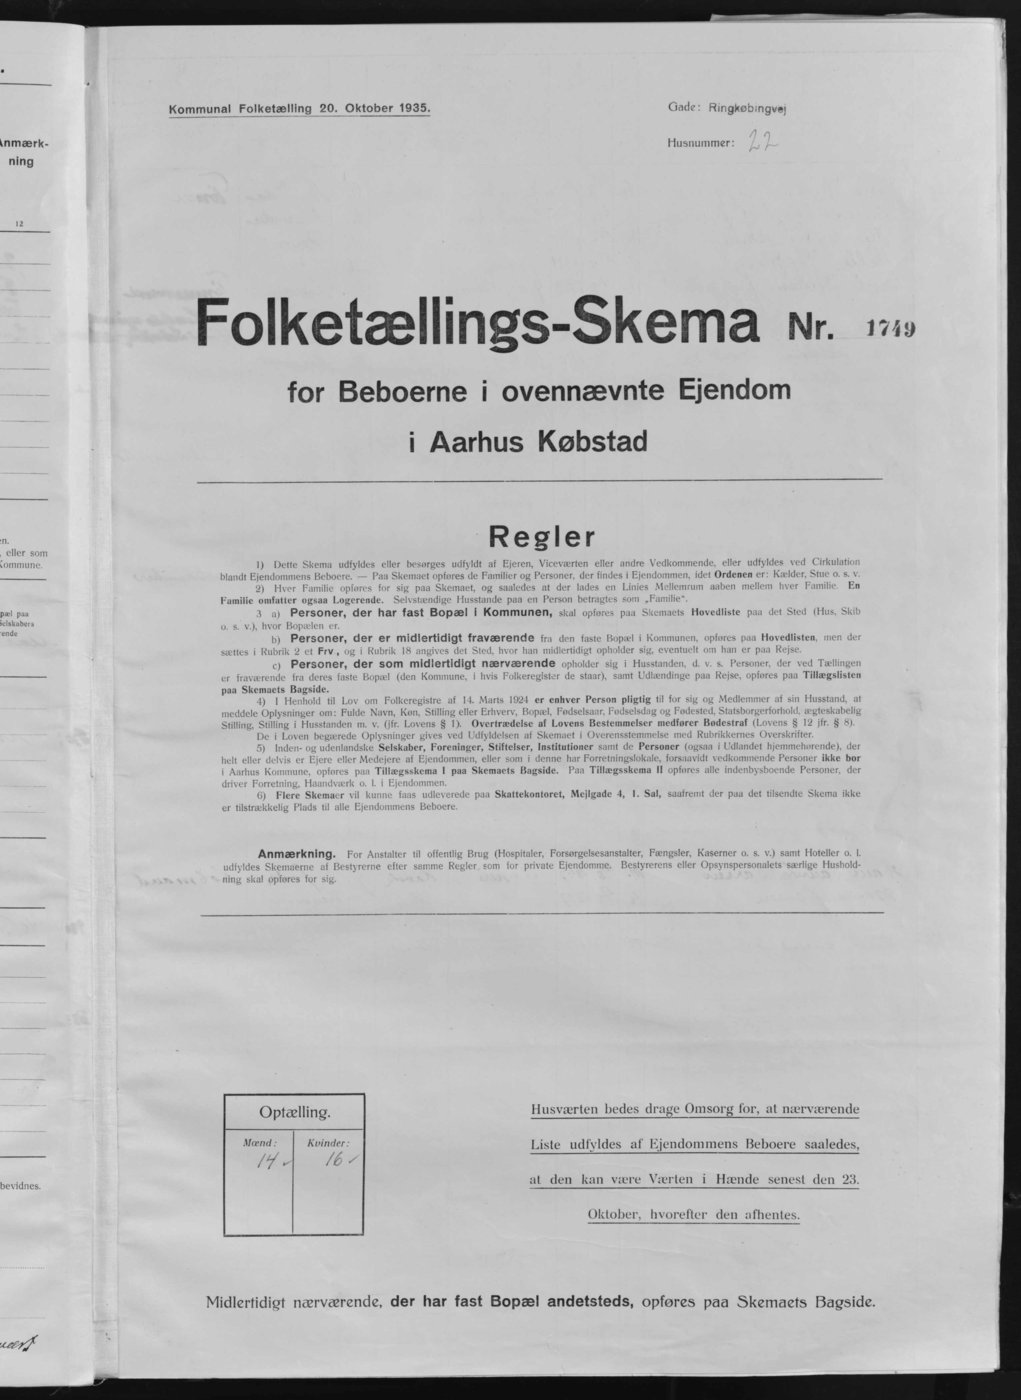 Kommunal Folketælling 20. Oktober 1935.
Gade: Ringkøbingvej
Husnummer: 22
Folketællings-Skema Nr. 1749
for Beboerne i ovennævnte Ejendom
i Aarhus Købstad
Regler
1) Dette Skema udfyldes eller besørges udfyldt af Ejeren, Viceværten eller andre Vedkommende, eller udfyldes ved Cirkulation
blandt Ejendommens Beboere. — Paa Skemaet opføres de Familier og Personer, der findes i Ejendommen, idet Ordenen er: Kælder, Stue o. s. v.
2) Hver Familie opføres for sig paa Skemaet, og saaledes at der lades en Linies Mellemrum aaben mellem hver Familie. En
Familie omfatter ogsaa Logerende. Selvstændige Husstande paa en Person betragtes som „Familie“.
3 a) Personer, der har fast Bopæl i Kommunen, skal opføres paa Skemaets Hovedliste paa det Sted (Hus, Skib
o. s. v.), hvor Bopælen er.
b) Personer, der er midlertidigt fraværende fra den faste Bopæl i Kommunen, opføres paa Hovedlisten, men der
sættes i Rubrik 2 et Frv., og i Rubrik 18 angives det Sted, hvor han midlertidigt opholder sig, eventuelt om han er paa Rejse.
c) Personer, der som midlertidigt nærværende opholder sig i Husstanden, d. v. s. Personer, der ved Tællingen
er fraværende fra deres faste Bopæl (den Kommune, i hvis Folkeregister de staar), samt Udlændinge paa Rejse, opføres paa Tillægslisten
paa Skemaets Bagside.
4) I Henhold til Lov om Folkeregistre af 14. Marts 1924 er enhver Person pligtig til for sig og Medlemmer af sin Husstand, at
meddele Oplysninger om: Fulde Navn, Køn, Stilling eller Erhverv, Bopæl, Fødselsaar, Fødselsdag og Fødested, Statsborgerforhold, ægteskabelig
Stilling, Stilling i Husstanden m. v. (jfr. Lovens § 1). Overtrædelse af Lovens Bestemmelser medfører Bødestraf (Lovens § 12 jfr. § 8).
De i Loven begærede Oplysninger gives ved Udfyldelsen af Skemaet i Overensstemmelse med Rubrikkernes Overskrifter.
5) Inden- og udenlandske Selskaber, Foreninger, Stiftelser, Institutioner samt de Personer (ogsaa i Udlandet hjemmehørende), der
helt eller delvis er Ejere eller Medejere af Ejendommen, eller som i denne har Forretningslokale, forsaavidt vedkommende Personer ikke bor
i Aarhus Kommune, opføres paa Tillægsskema I paa Skemaets Bagside. Paa Tillægsskema II opføres alle indenbysboende Personer, der
driver Forretning, Haandværk o. l. i Ejendommen.
6) Flere Skemaer vil kunne faas udleverede paa Skattekontoret, Mejlgade 4, 1. Sal, saafremt der paa det tilsendte Skema ikke
er tilstrækkelig Plads til alle Ejendommens Beboere.
Anmærkning. For Anstalter til offentlig Brug (Hospitaler, Forsørgelsesanstalter, Fængsler, Kaserner o. s. v.) samt Hoteller o. l.
udfyldes Skemaerne af Bestyrerne efter samme Regler som for private Ejendomme. Bestyrerens eller Opsynspersonalets særlige Hushold-
ning skal opføres for sig.
Optælling.
Mænd: Kvinder:
14 ✓ 16 ✓
Husværten bedes drage Omsorg for, at nærværende
Liste udfyldes af Ejendommens Beboere saaledes,
at den kan være Værten i Hænde senest den 23.
Oktober, hvorefter den afhentes.
Midlertidigt nærværende, der har fast Bopæl andetsteds, opføres paa Skemaets Bagside.
Anmærk-
ning
12
, eller som
Kommune.
pæl paa
Selskabers
bevidnes.